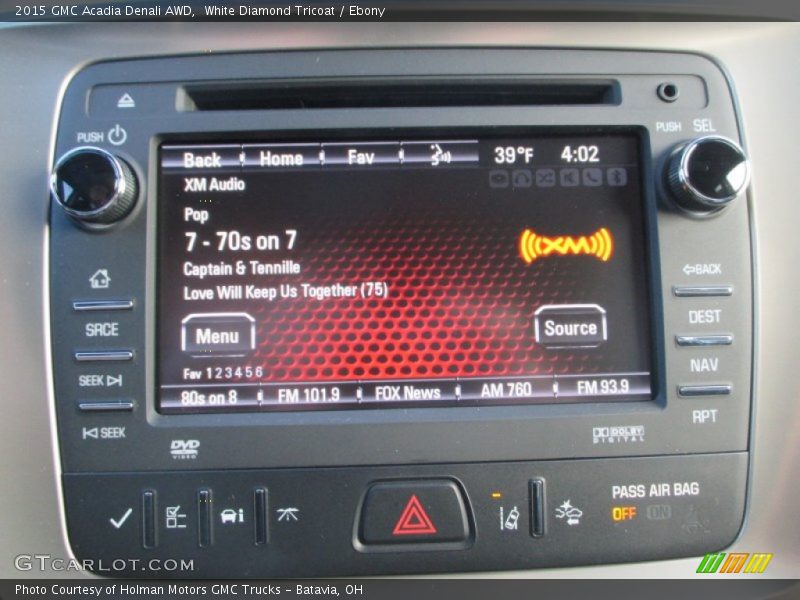 2015 GMC Acadia Denali AWD,  White Diamond Tricoat / Ebony
PUSH
PUSH SEL
Back Home Fav 39°F 4:02
XM Audio
Pop
7 - 70s on 7
XM
Captain & Tennille
Love Will Keep Us Together (75)
BACK
SRCE
DEST
Menu
Source
NAV
SEEK
Fav 1 2 3 4 5 6
80s on 8 FM 101.9 FOX News AM 760 FM 93.9
RPT
SEEK
DVD
VIDEO
DOLBY
DIGITAL
PASS AIR BAG
OFF ON
GTCARLOT.COM
Photo Courtesy of Holman Motors GMC Trucks - Batavia, OH